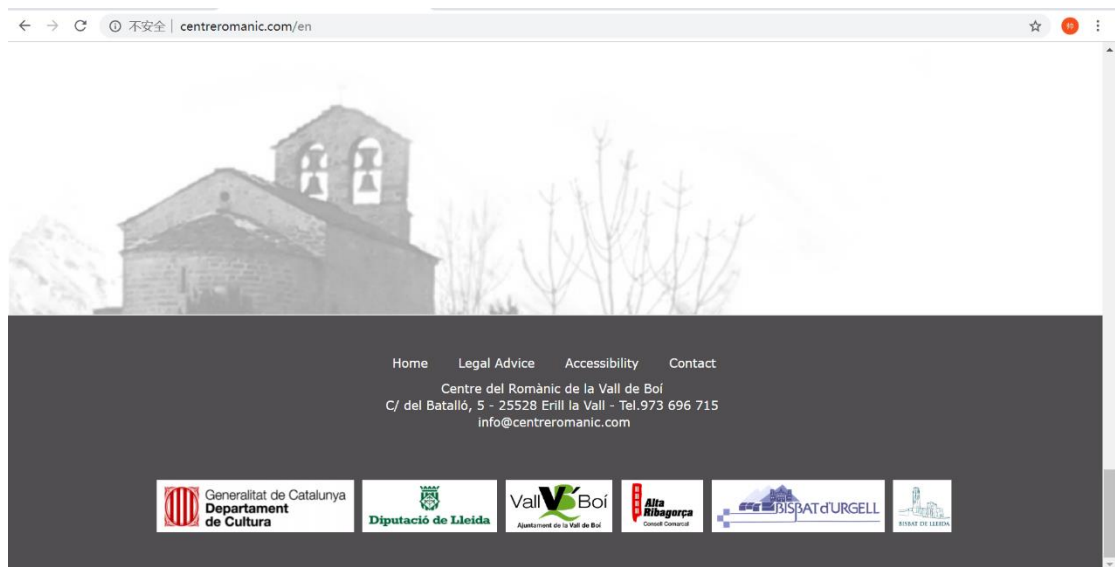 不安全 | centreromanic.com/en
Home Legal Advice Accessibility Contact
Centre del Romànic de la Vall de Boí
C/ del Batalló, 5 - 25528 Erill la Vall - Tel.973 696 715
info@centreromanic.com
Generalitat de Catalunya
Departament
de Cultura
Diputació de Lleida
Vall Boí
Ajuntament de la Vall de Boí
Alta
Ribagorça
Consell Comarcal
BISBAT d'URGELL
BISBAT DE LLEIDA